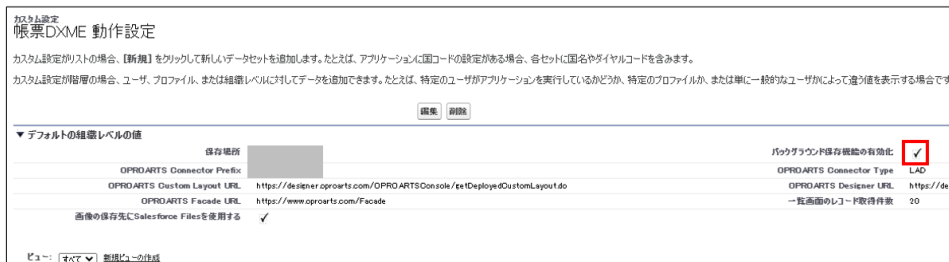 カスタム設定
帳票DXME 動作設定
カスタム設定がリストの場合、[新規] をクリックして新しいデータセットを追加します。たとえば、アプリケーションに国コードの設定がある場合、各セットに国名やダイヤルコードを含みます。
カスタム設定が階層の場合、ユーザ、プロファイル、または組織レベルに対してデータを追加できます。たとえば、特定のユーザがアプリケーションを実行しているかどうか、特定のプロファイルか、または単に一般的なユーザかによって違う値を表示する場合です
編集 削除
▼ デフォルトの組織レベルの値
保存場所 バックグラウンド保存機能の有効化 ✓
OPROARTS Connector Prefix OPROARTS Connector Type LAD
OPROARTS Custom Layout URL https://designer.oproarts.com/OPROARTSConsole/getDeployedCustomLayout.do OPROARTS Designer URL https://de
OPROARTS Facade URL https://www.oproarts.com/Facade 一覧画面のレコード取得件数 20
画像の保存先にSalesforce Filesを使用する ✓
ビュー: すべて 新規ビューの作成